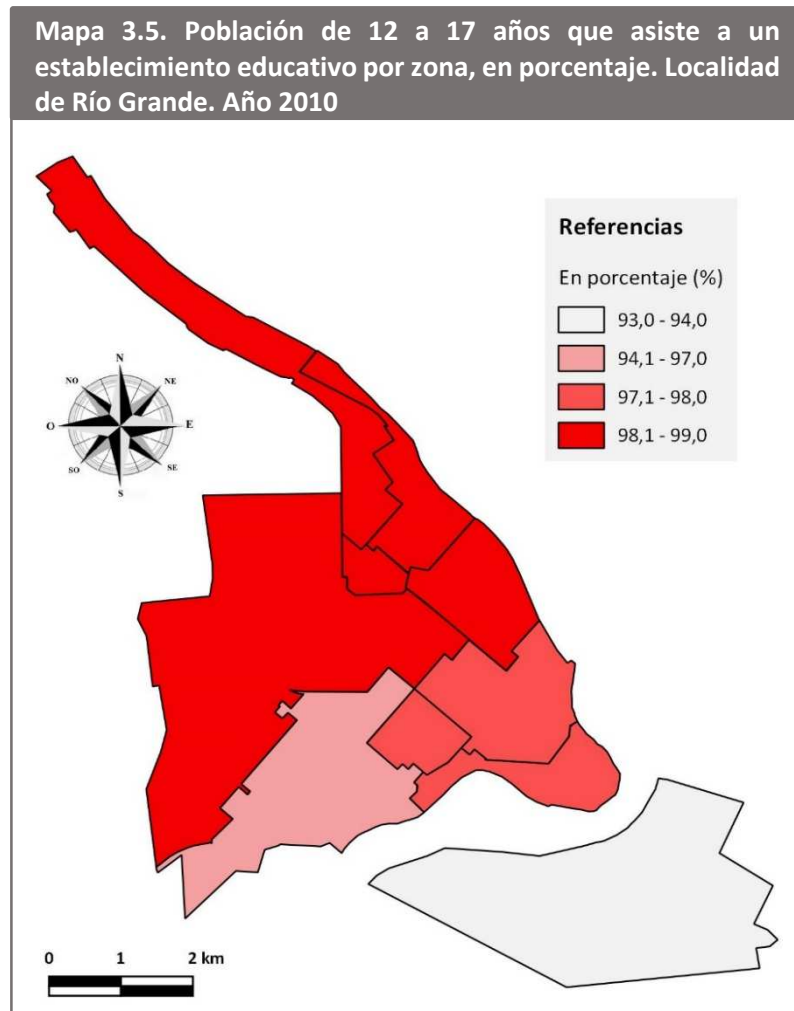 Mapa 3.5. Población de 12 a 17 años que asiste a un
establecimiento educativo por zona, en porcentaje. Localidad
de Río Grande. Año 2010
Referencias
En porcentaje (%)
93,0 - 94,0
94,1 - 97,0
97,1 - 98,0
98,1 - 99,0
N
NO
NE
O
E
SO
SE
S
0 1 2 km